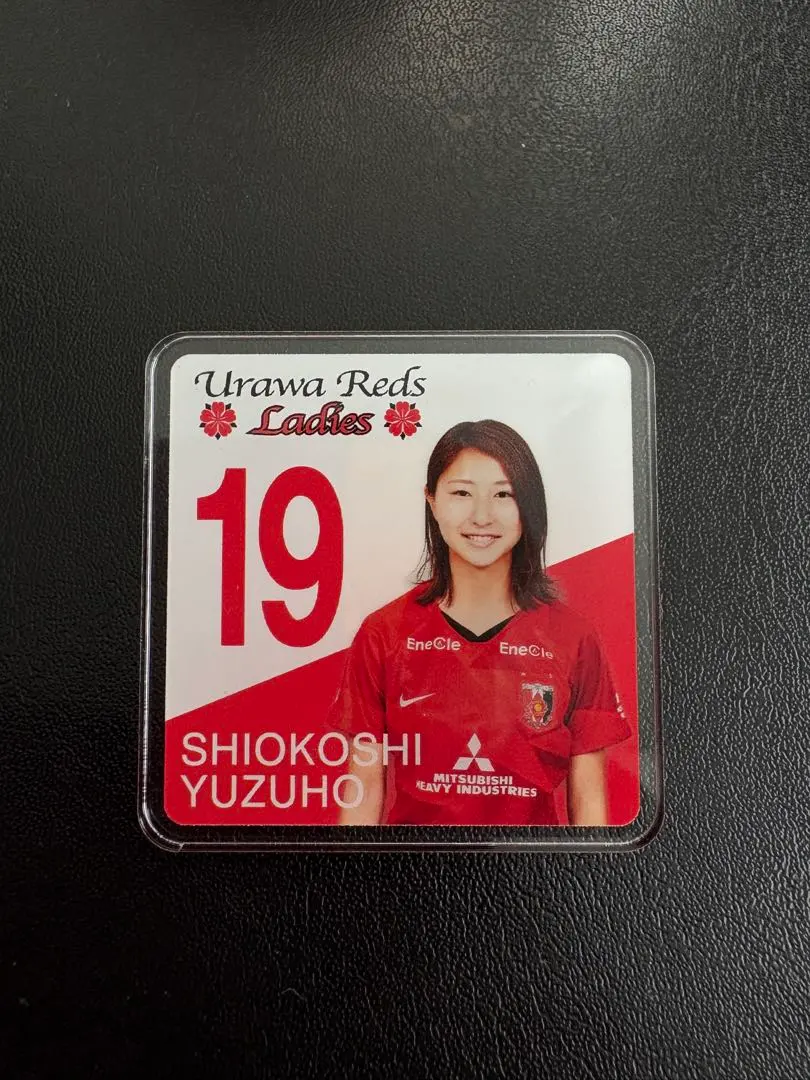 Urawa Reds
Ladies
19
EneCle EneCle
SHIOKOSHI
YUZUHO
MITSUBISHI
HEAVY INDUSTRIES